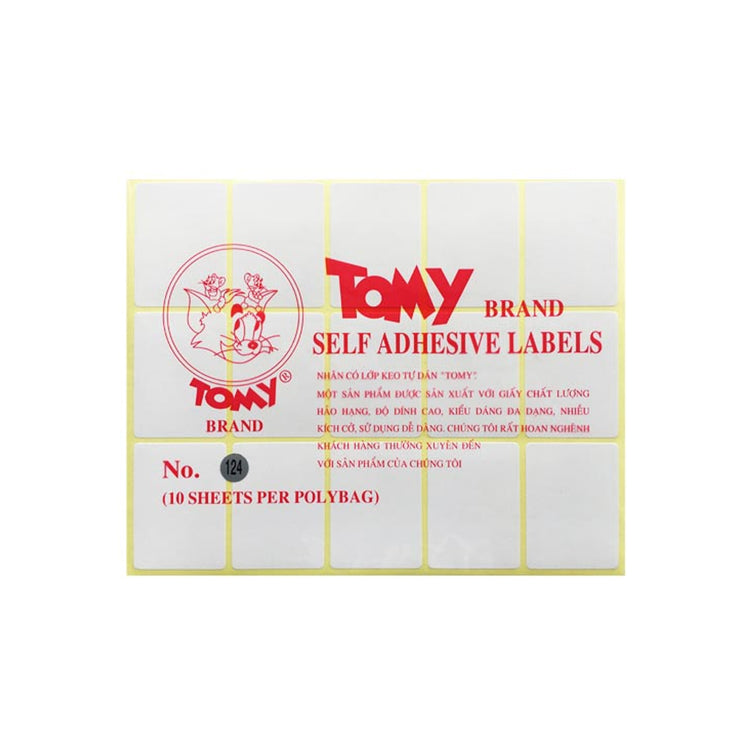 TOMY BRAND
SELF ADHESIVE LABELS
NHÂN CÓ LỚP KEO TỰ DÁN "TOMY".
MỘT SẢN PHẨM ĐƯỢC SẢN XUẤT VỚI GIẤY CHẤT LƯỢNG
HẢO HẠNG, ĐỘ DÍNH CAO, KIỂU DÁNG ĐA DẠNG, NHIỀU
KÍCH CỠ, SỬ DỤNG DỄ DÀNG. CHÚNG TÔI RẤT HOAN NGHÊNH
KHÁCH HÀNG THƯỜNG XUYÊN ĐẾN
VỚI SẢN PHẨM CỦA CHÚNG TÔI
TOMY®
BRAND
No. 124
(10 SHEETS PER POLYBAG)